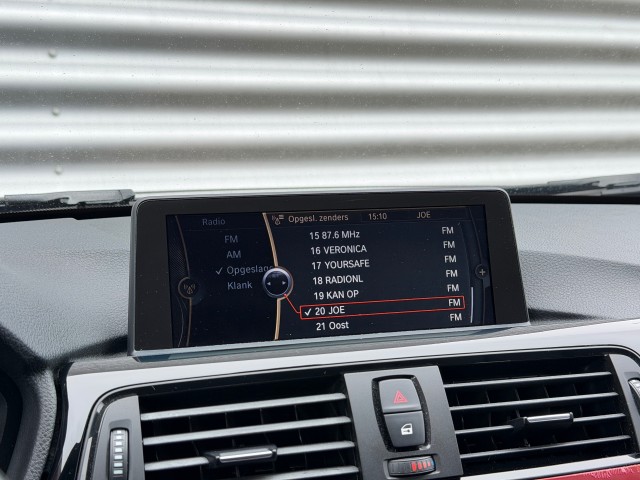 Radio
Opgesl. zenders 15:10 JOE
FM
AM
Opgeslag
Klank
15 87.6 MHz FM
16 VERONICA FM
17 YOURSAFE FM
18 RADIONL FM
19 KAN OP FM
20 JOE FM
21 Oost FM